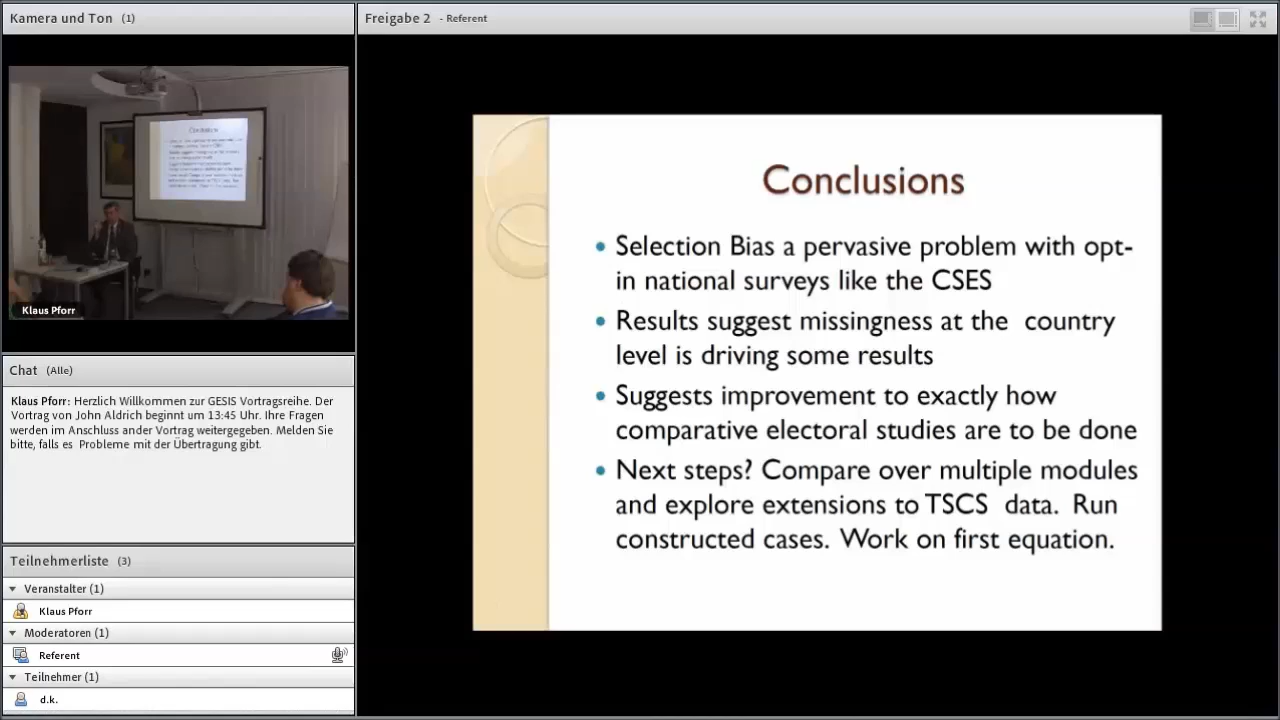 Kamera und Ton (1)
Klaus Pforr
Chat (Alle)
Klaus Pforr: Herzlich Willkommen zur GESIS Vortragsreihe. Der
Vortrag von John Aldrich beginnt um 13:45 Uhr. Ihre Fragen
werden im Anschluss ander Vortrag weitergegeben. Melden Sie
bitte, falls es Probleme mit der Übertragung gibt.
Teilnehmerliste (3)
Veranstalter (1)
Klaus Pforr
Moderatoren (1)
Referent
Teilnehmer (1)
d.k.
Freigabe 2 - Referent
Conclusions
• Selection Bias a pervasive problem with opt-
in national surveys like the CSES
• Results suggest missingness at the country
level is driving some results
• Suggests improvement to exactly how
comparative electoral studies are to be done
• Next steps? Compare over multiple modules
and explore extensions to TSCS data. Run
constructed cases. Work on first equation.